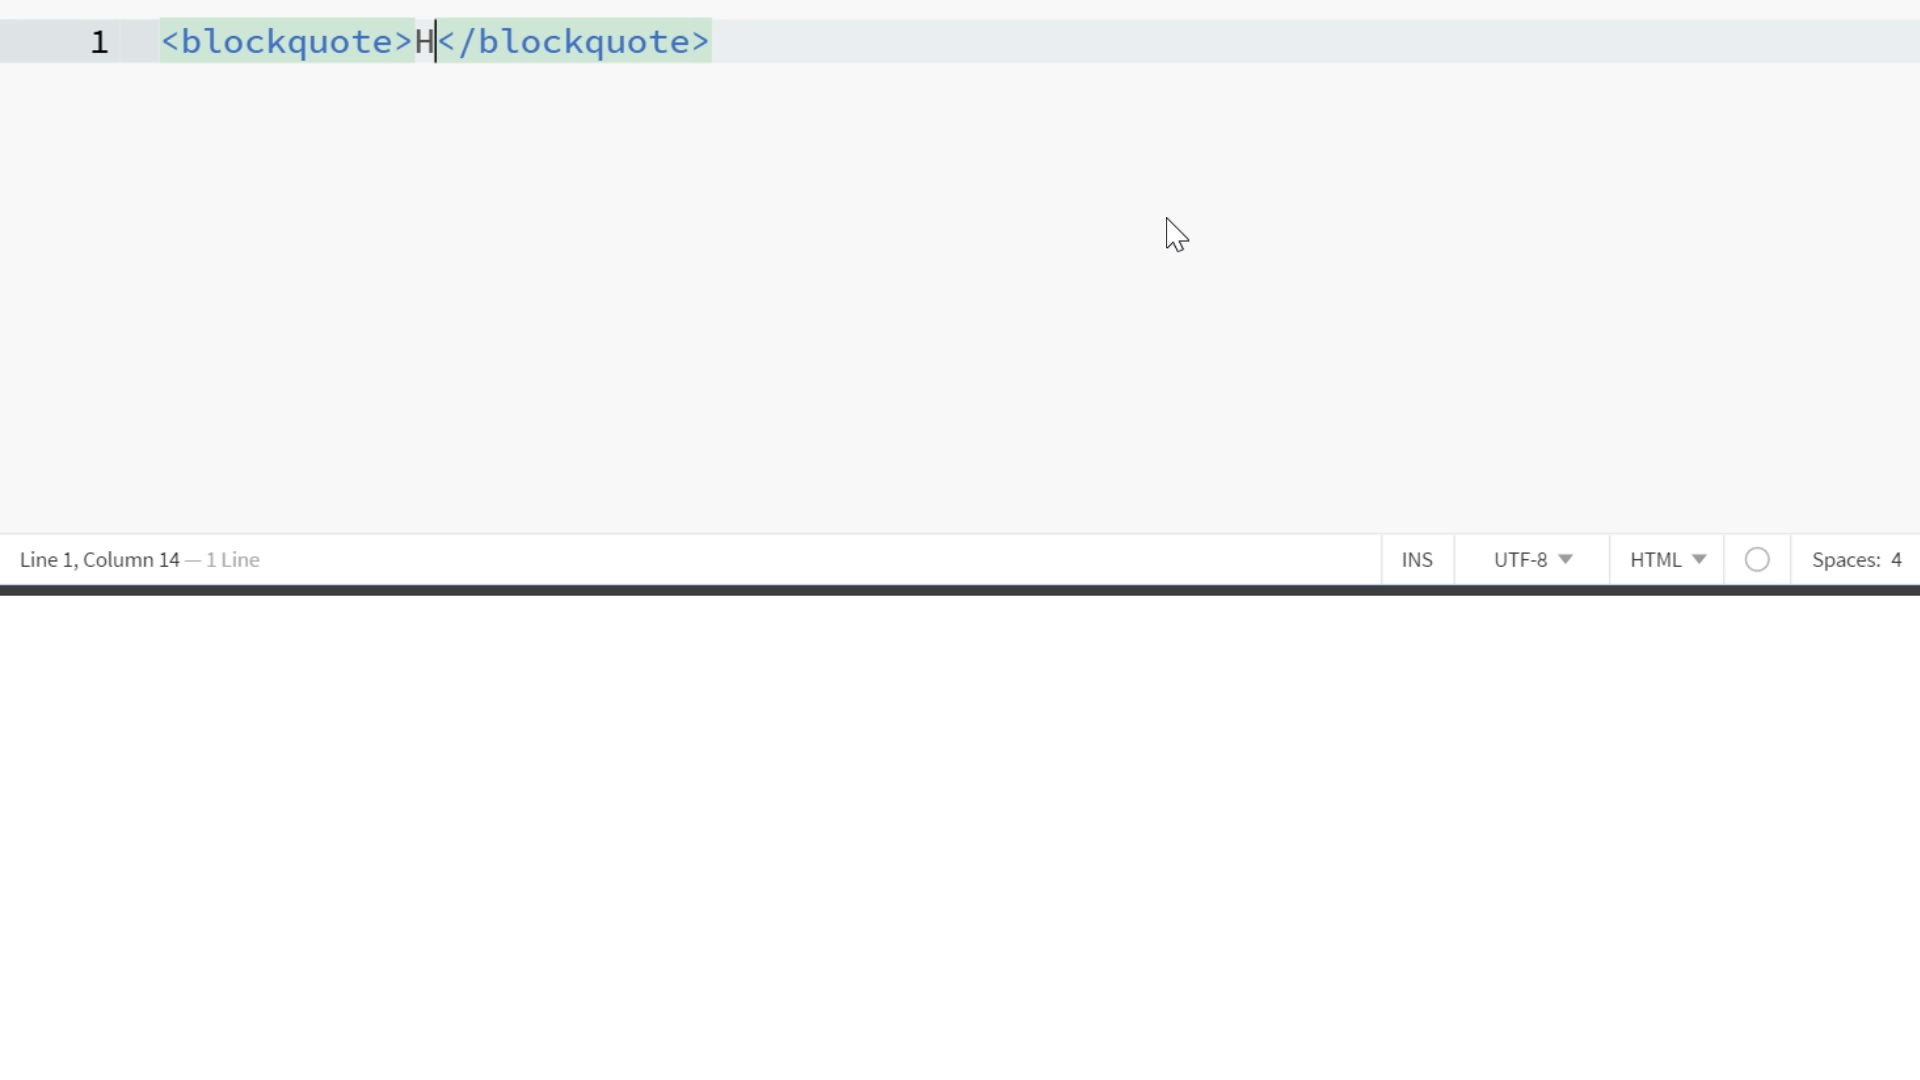 1 <blockquote>H</blockquote>
Line 1, Column 14 — 1 Line INS UTF-8 HTML Spaces: 4